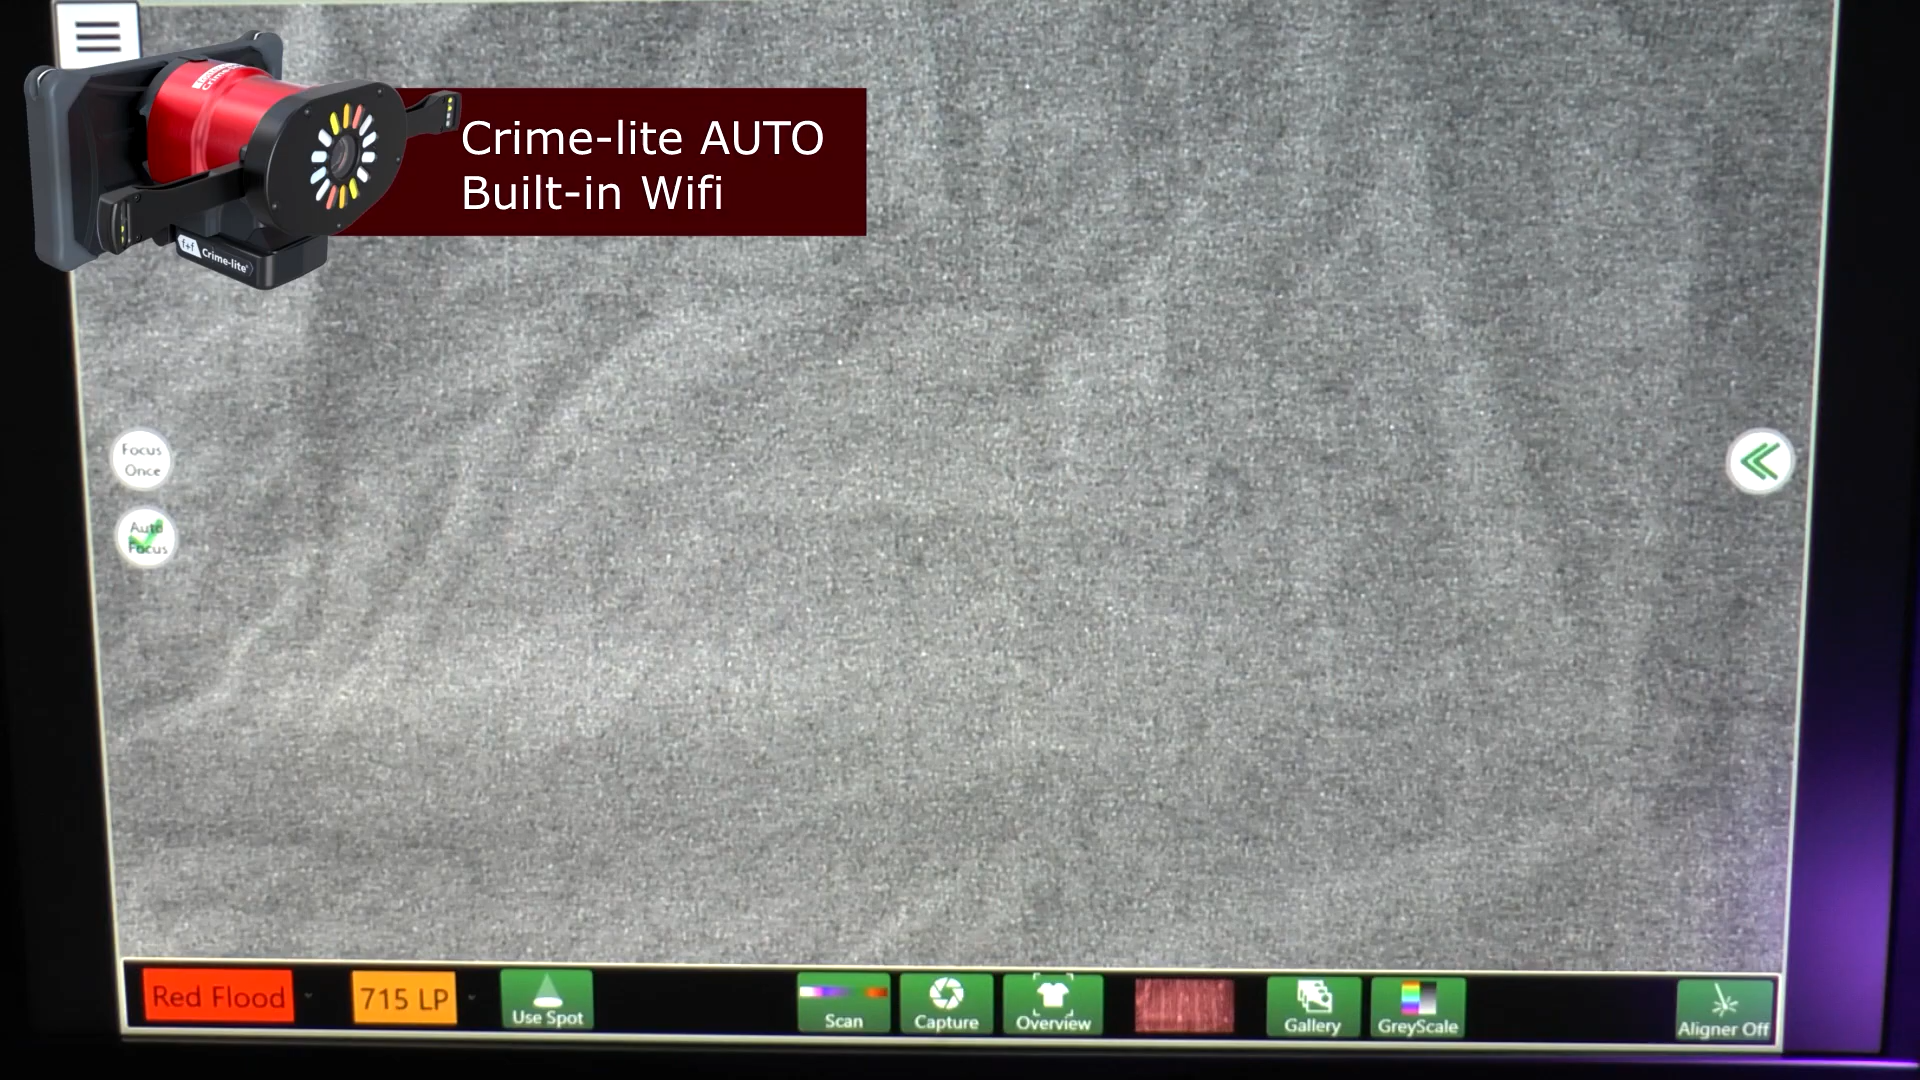 Crime-lite AUTO
Built-in Wifi
f+f Crime-lite
Focus
Once
Auto
Focus
Red Flood
715 LP
Use Spot
Scan
Capture
Overview
Gallery
GreyScale
Aligner Off